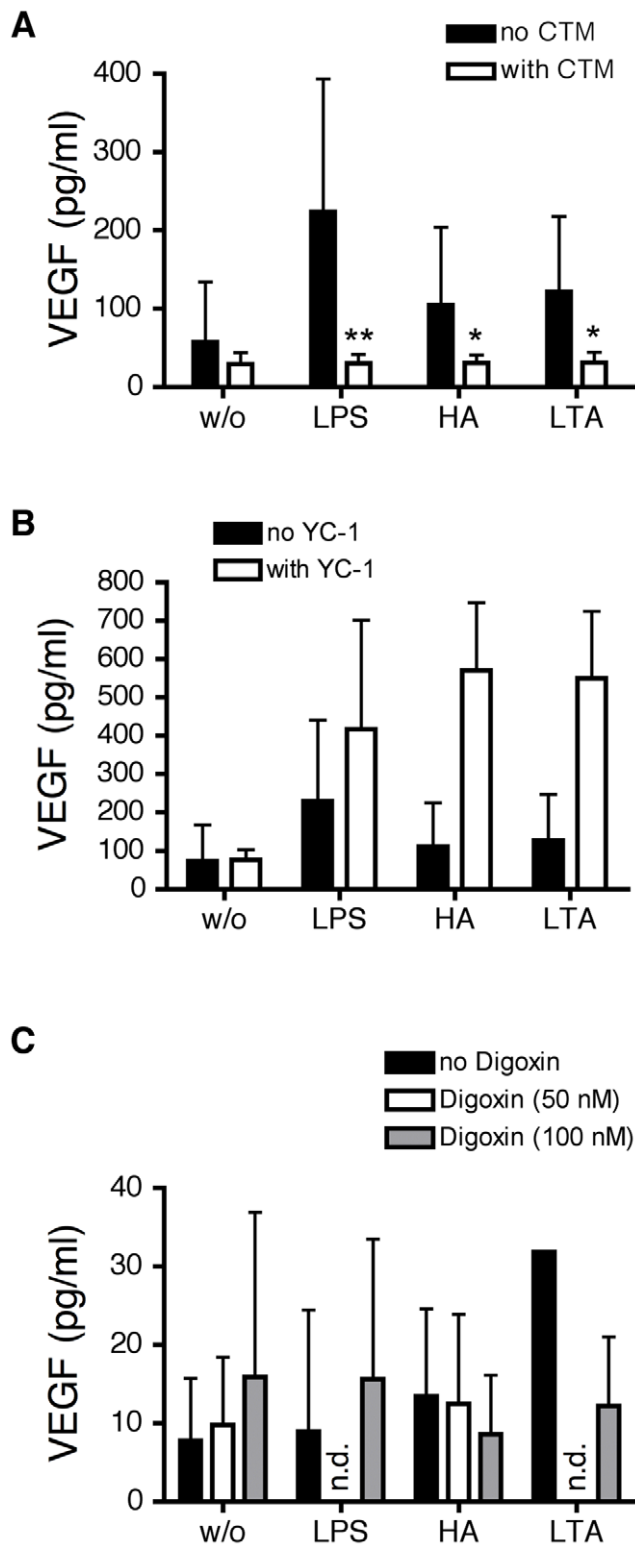 A
no CTM
with CTM
VEGF (pg/ml)
400
300
200
100
0
** * *
w/o LPS HA LTA
B
no YC-1
with YC-1
VEGF (pg/ml)
800
700
600
500
400
300
200
100
0
w/o LPS HA LTA
C
no Digoxin
Digoxin (50 nM)
Digoxin (100 nM)
VEGF (pg/ml)
40
30
20
10
0
n.d. n.d.
w/o LPS HA LTA